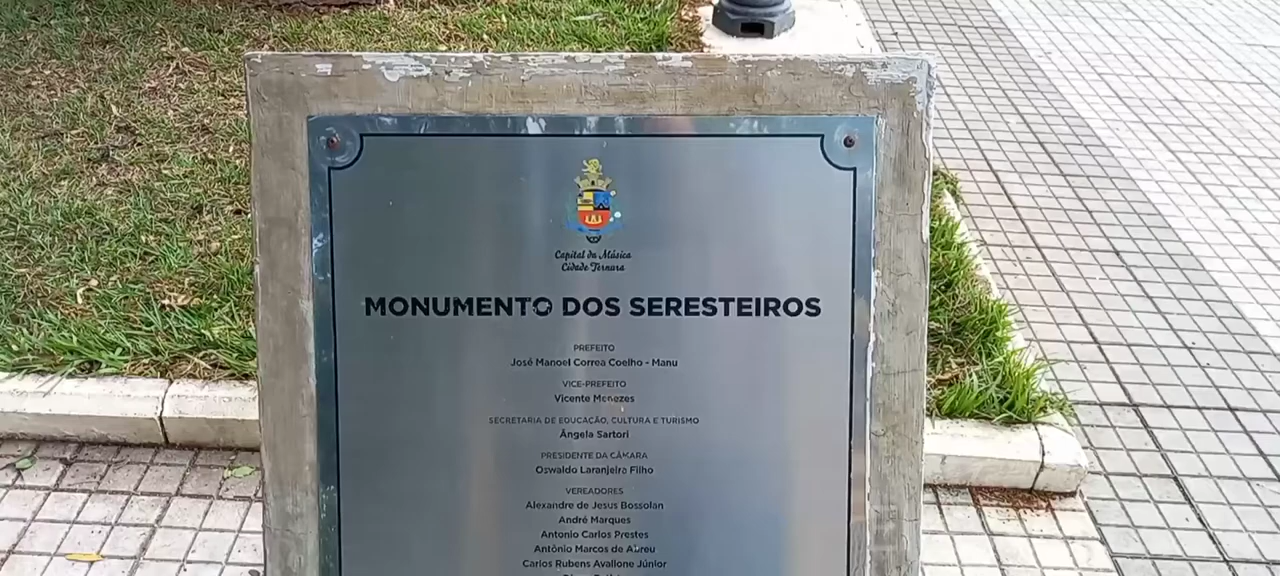 Capital da Música
Cidade Ternura
MONUMENTO DOS SERESTEIROS
PREFEITO
José Manoel Correa Coelho - Manu
VICE-PREFEITO
Vicente Menezes
SECRETARIA DE EDUCAÇÃO, CULTURA E TURISMO
Ângela Sartori
PRESIDENTE DA CÂMARA
Oswaldo Laranjeira Filho
VEREADORES
Alexandre de Jesus Bossolan
André Marques
Antonio Carlos Prestes
Antônio Marcos de Abreu
Carlos Rubens Avallone Júnior